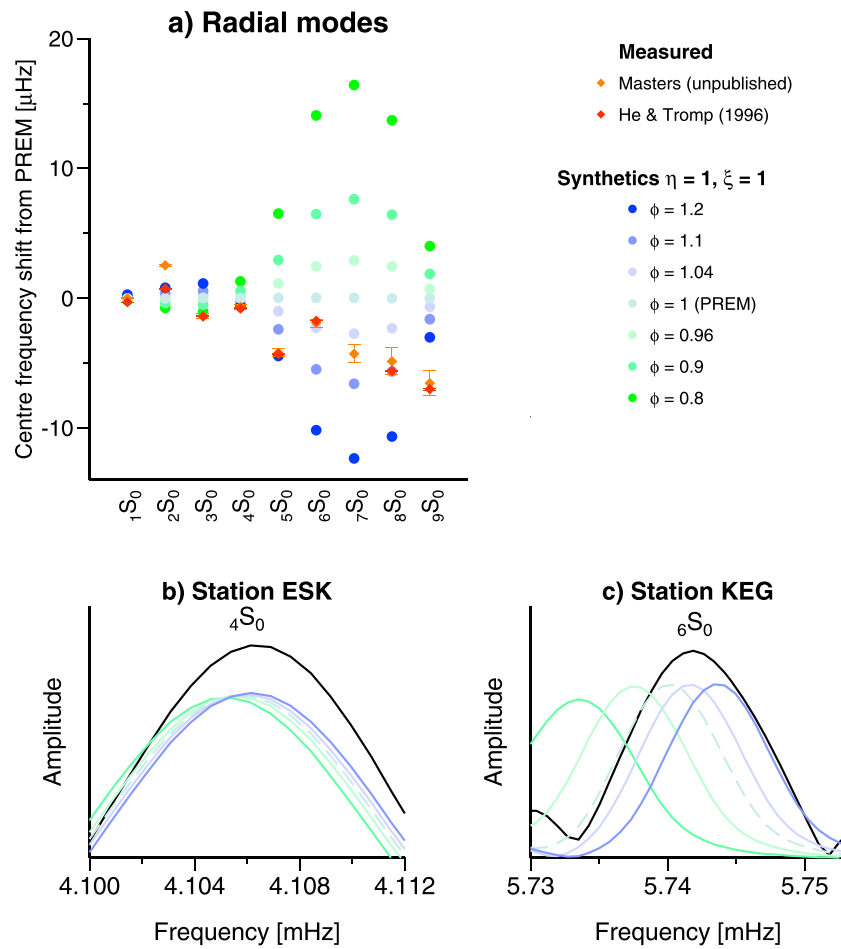 a) Radial modes
Centre frequency shift from PREM [μHz]
20
10
0
-10
₁S₀
₂S₀
₃S₀
₄S₀
₅S₀
₆S₀
₇S₀
₈S₀
₉S₀
Measured
Masters (unpublished)
He & Tromp (1996)
Synthetics η = 1, ξ = 1
ϕ = 1.2
ϕ = 1.1
ϕ = 1.04
ϕ = 1 (PREM)
ϕ = 0.96
ϕ = 0.9
ϕ = 0.8
b) Station ESK
₄S₀
Amplitude
4.100 4.104 4.108 4.112
Frequency [mHz]
c) Station KEG
₆S₀
Amplitude
5.73 5.74 5.75
Frequency [mHz]